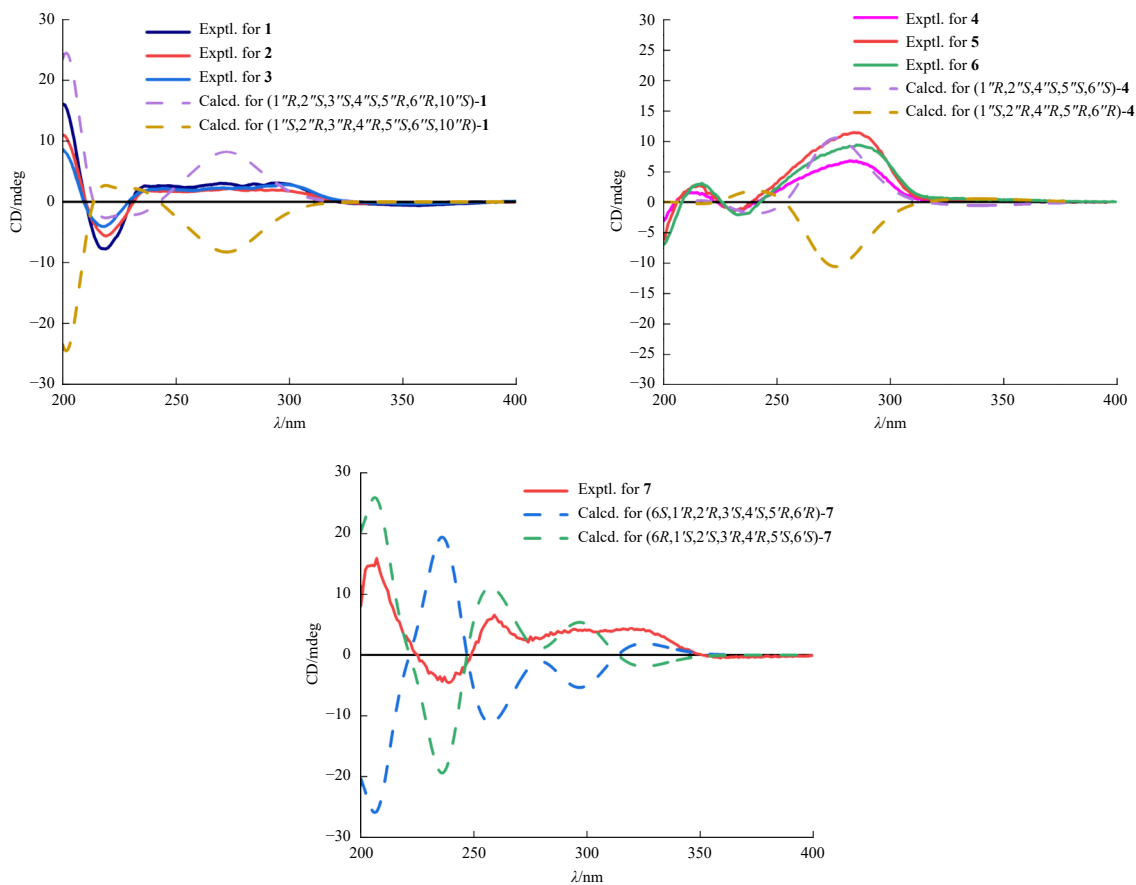 30
20
10
0
−10
−20
−30
CD/mdeg
Exptl. for 1
Exptl. for 2
Exptl. for 3
Calcd. for (1″R,2″S,3″S,4″S,5″R,6″R,10″S)-1
Calcd. for (1″S,2″R,3″R,4″R,5″S,6″S,10″R)-1
200
250
300
350
400
λ/nm
30
25
20
15
10
5
0
−5
−10
−15
−20
−25
−30
CD/mdeg
Exptl. for 4
Exptl. for 5
Exptl. for 6
Calcd. for (1″R,2″S,4″S,5″S,6″S)-4
Calcd. for (1″S,2″R,4″R,5″R,6″R)-4
200
250
300
350
400
λ/nm
30
20
10
0
−10
−20
−30
CD/mdeg
Exptl. for 7
Calcd. for (6S,1′R,2′R,3′S,4′S,5′R,6′R)-7
Calcd. for (6R,1′S,2′S,3′R,4′R,5′S,6′S)-7
200
250
300
350
400
λ/nm